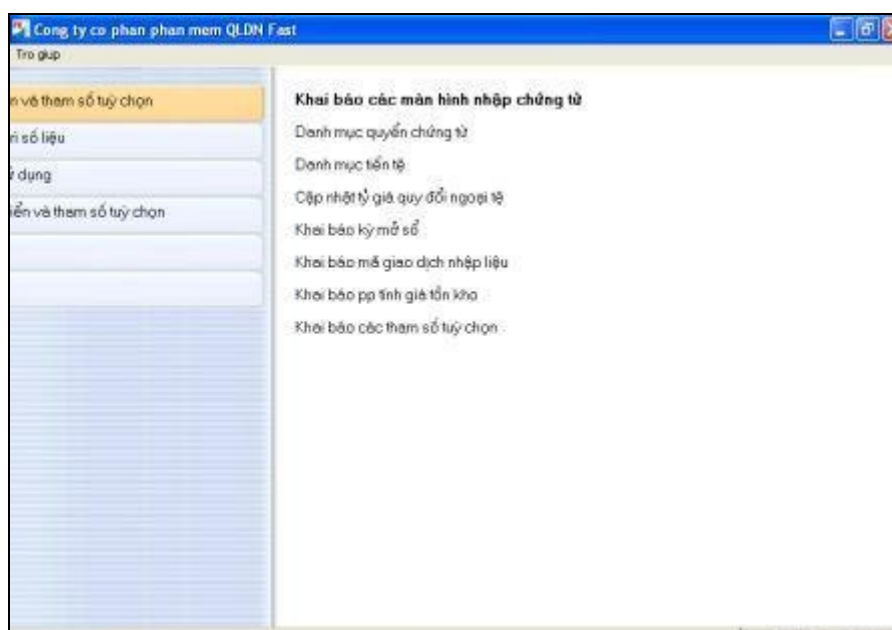 Cong ty co phan phan mem QLDN Fast
Tro giup
n và tham số tuỳ chọn
rì số liệu
ử dụng
iển và tham số tuỳ chọn
Khai báo các màn hình nhập chứng từ
Danh mục quyển chứng từ
Danh mục tiền tệ
Cập nhật tỷ giá quy đổi ngoại tệ
Khai báo kỳ mở sổ
Khai báo mã giao dịch nhập liệu
Khai báo pp tính giá tồn kho
Khai báo các tham số tuỳ chọn